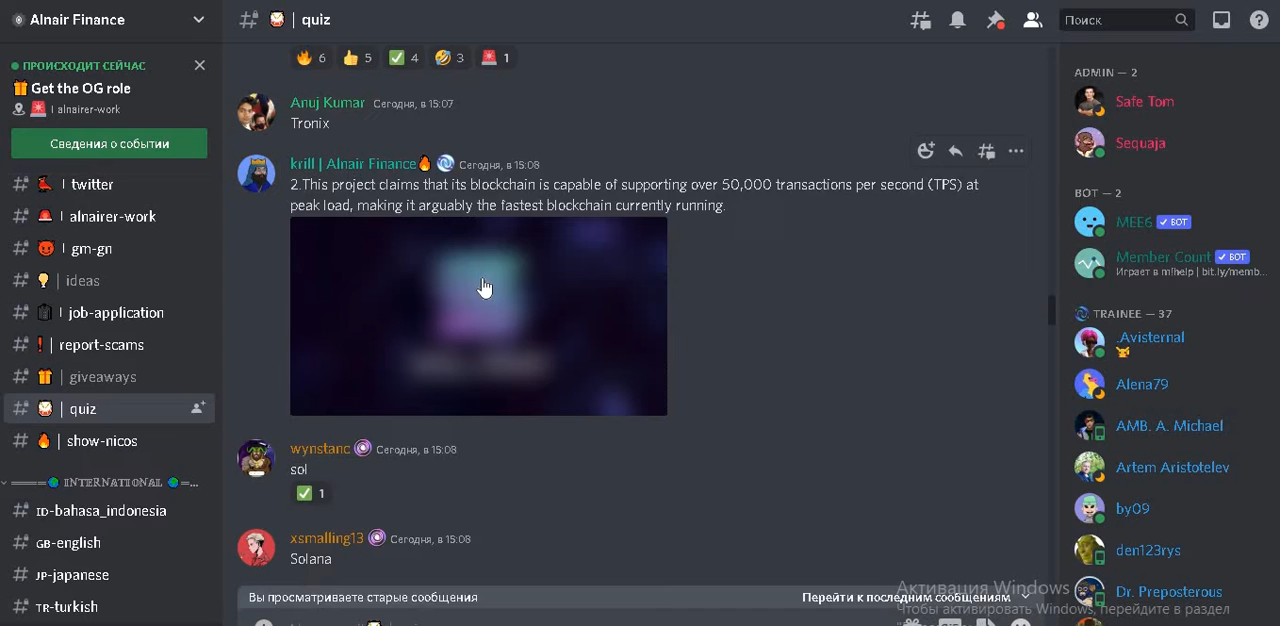 Alnair Finance
ПРОИСХОДИТ СЕЙЧАС
Get the OG role
| alnairer-work
Сведения о событии
| twitter
| alnairer-work
| gm-gn
| ideas
| job-application
| report-scams
| giveaways
| quiz
| show-nicos
INTERNATIONAL
ID-bahasa_indonesia
GB-english
JP-japanese
TR-turkish
| quiz
Поиск
6 5 4 3 1
Anuj Kumar Сегодня, в 15:07
Tronix
krill | Alnair Finance Сегодня, в 15:08
2.This project claims that its blockchain is capable of supporting over 50,000 transactions per second (TPS) at
peak load, making it arguably the fastest blockchain currently running.
wynstanc Сегодня, в 15:08
sol
1
xsmalling13 Сегодня, в 15:08
Solana
Вы просматриваете старые сообщения Перейти к последним сообщениям
ADMIN — 2
Safe Tom
Sequaja
BOT — 2
MEE6 BOT
Member Count BOT
Играет в m!help | bit.ly/memb...
TRAINEE — 37
.Avisternal
Alena79
AMB. A. Michael
Artem Aristotelev
by09
den123rys
Dr. Preposterous
Активация Windows
Чтобы активировать Windows, перейдите в раздел